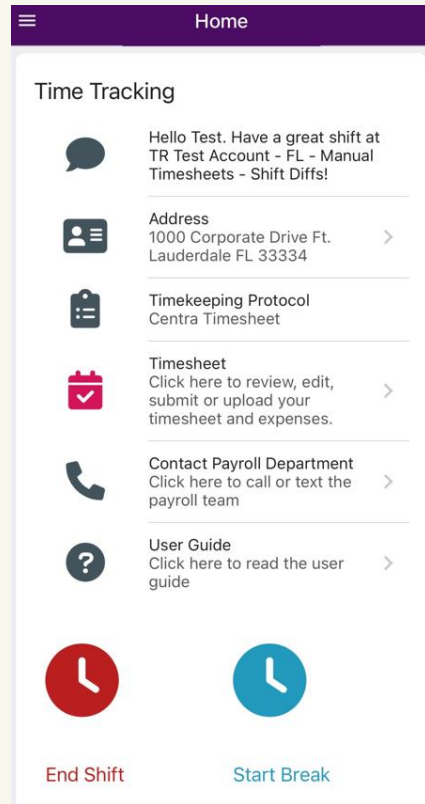 Home
Time Tracking
Hello Test. Have a great shift at
TR Test Account - FL - Manual
Timesheets - Shift Diffs!
Address
1000 Corporate Drive Ft.
Lauderdale FL 33334
Timekeeping Protocol
Centra Timesheet
Timesheet
Click here to review, edit,
submit or upload your
timesheet and expenses.
Contact Payroll Department
Click here to call or text the
payroll team
User Guide
Click here to read the user
guide
End Shift
Start Break